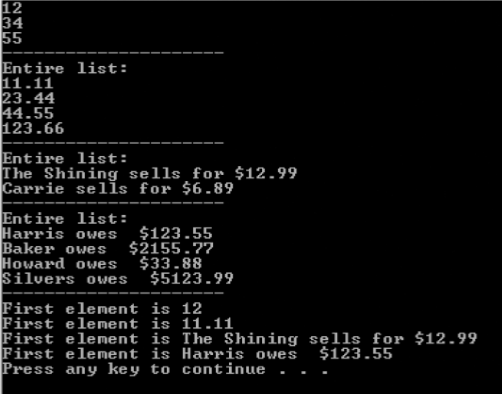 12
34
55
----------------------
Entire list:
11.11
23.44
44.55
123.66
----------------------
Entire list:
The Shining sells for $12.99
Carrie sells for $6.89
----------------------
Entire list:
Harris owes  $123.55
Baker owes  $2155.77
Howard owes  $33.88
Silvers owes  $5123.99
----------------------
First element is 12
First element is 11.11
First element is The Shining sells for $12.99
First element is Harris owes  $123.55
Press any key to continue . . .